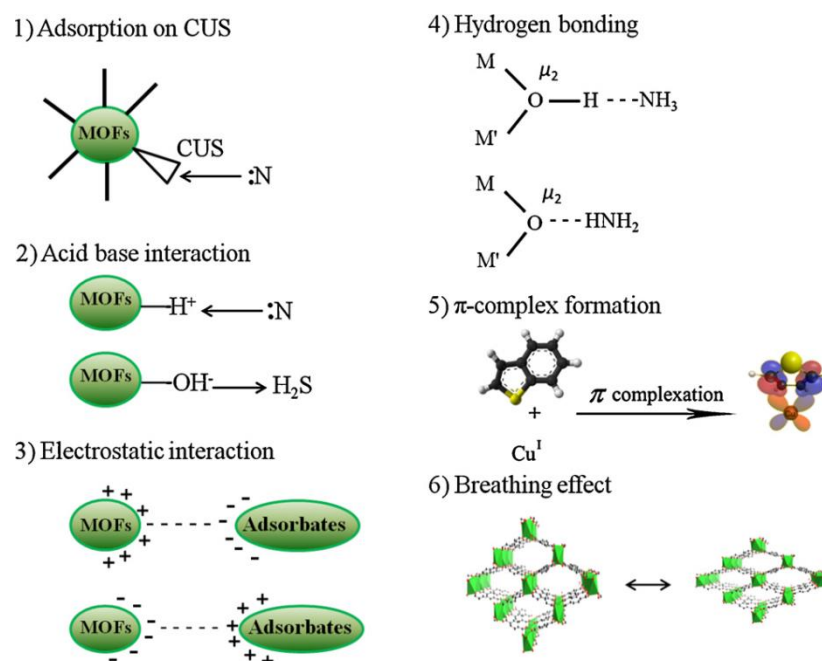 1) Adsorption on CUS
MOFs
CUS
:N
2) Acid base interaction
MOFs H⁺ :N
MOFs OH⁻ H₂S
3) Electrostatic interaction
+ + + + + + +
MOFs
- - - - - -
Adsorbates
- - - - - -
MOFs
+ + + + + + + +
Adsorbates
4) Hydrogen bonding
M
μ₂
O H ---NH₃
M'
M
μ₂
O ---HNH₂
M'
5) π-complex formation
+
π complexation
Cuᴵ
6) Breathing effect